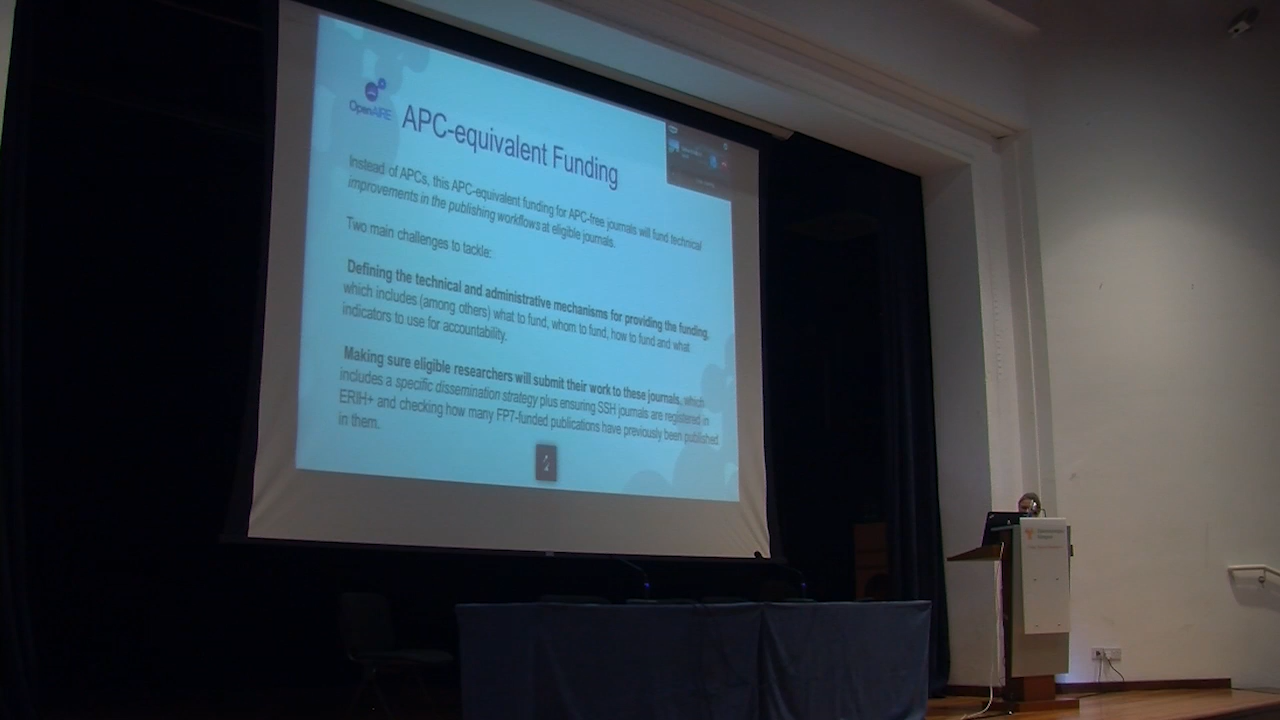 OpenAIRE
APC-equivalent Funding
Instead of APCs, this APC-equivalent funding for APC-free journals will fund technical
improvements in the publishing workflows at eligible journals.
Two main challenges to tackle:
Defining the technical and administrative mechanisms for providing the funding,
which includes (among others) what to fund, whom to fund, how to fund and what
indicators to use for accountability.
Making sure eligible researchers will submit their work to these journals, which
includes a specific dissemination strategy plus ensuring SSH journals are registered in
ERIH+ and checking how many FP7-funded publications have previously been published
in them.